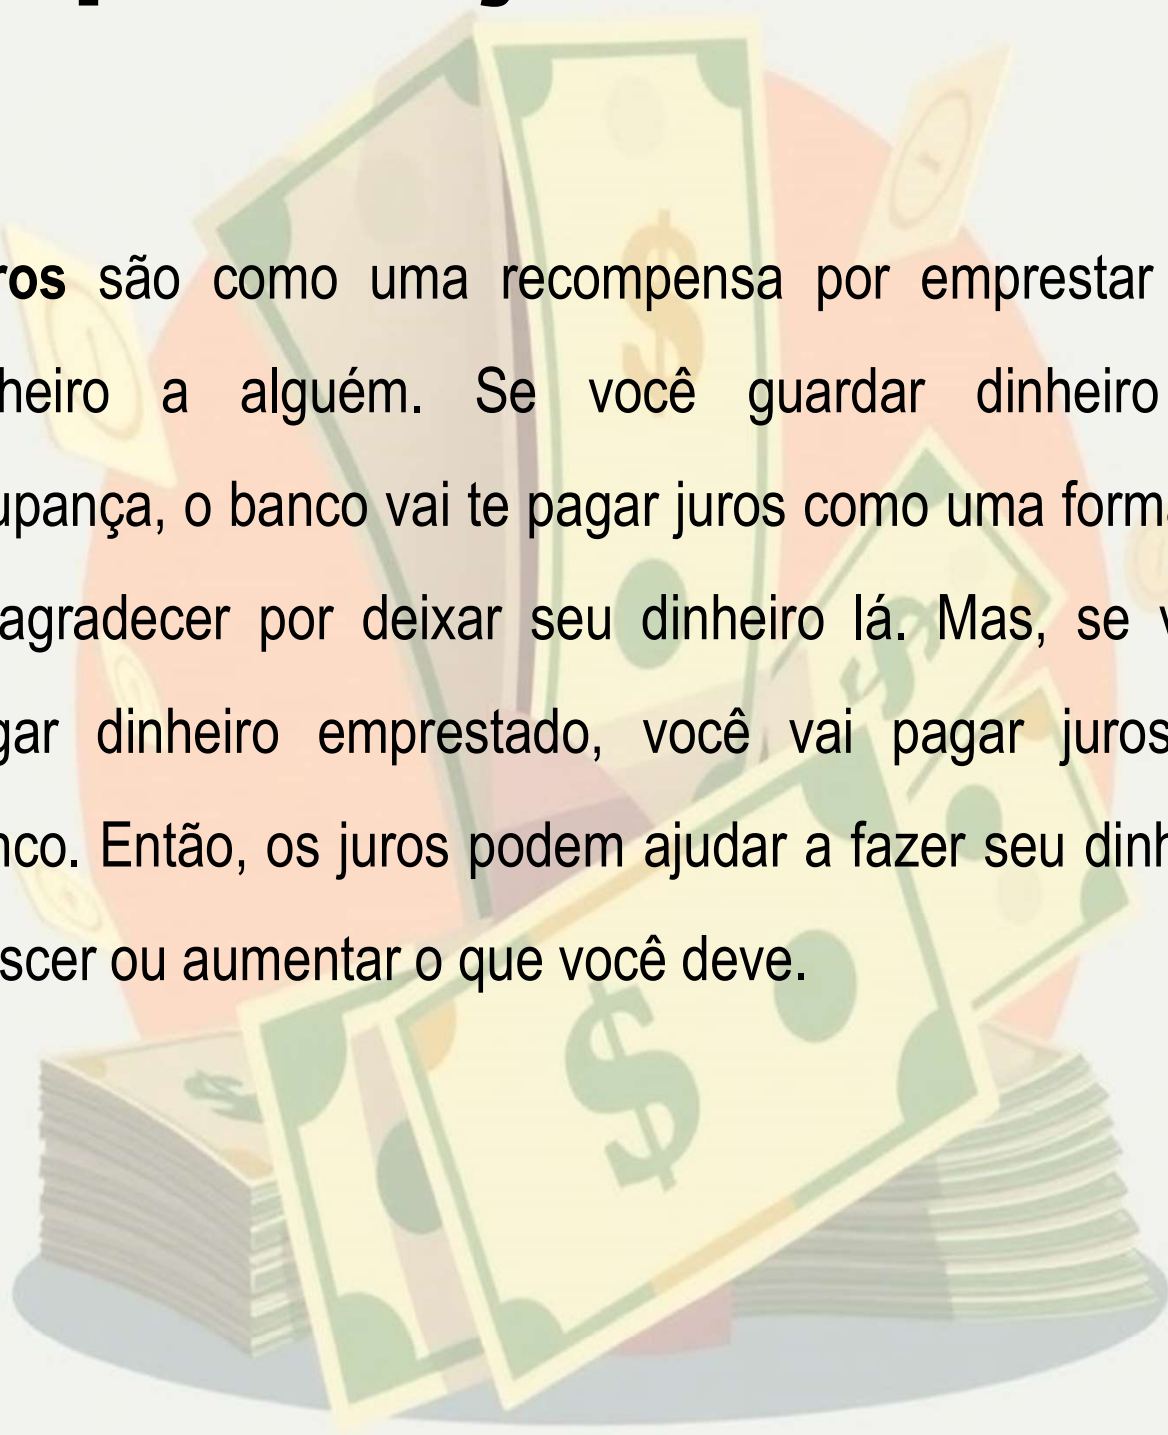 ros são como uma recompensa por emprestar
heiro a alguém. Se você guardar dinheiro
upança, o banco vai te pagar juros como uma forma
agradecer por deixar seu dinheiro lá. Mas, se v
gar dinheiro emprestado, você vai pagar juros
nco. Então, os juros podem ajudar a fazer seu dinh
scer ou aumentar o que você deve.